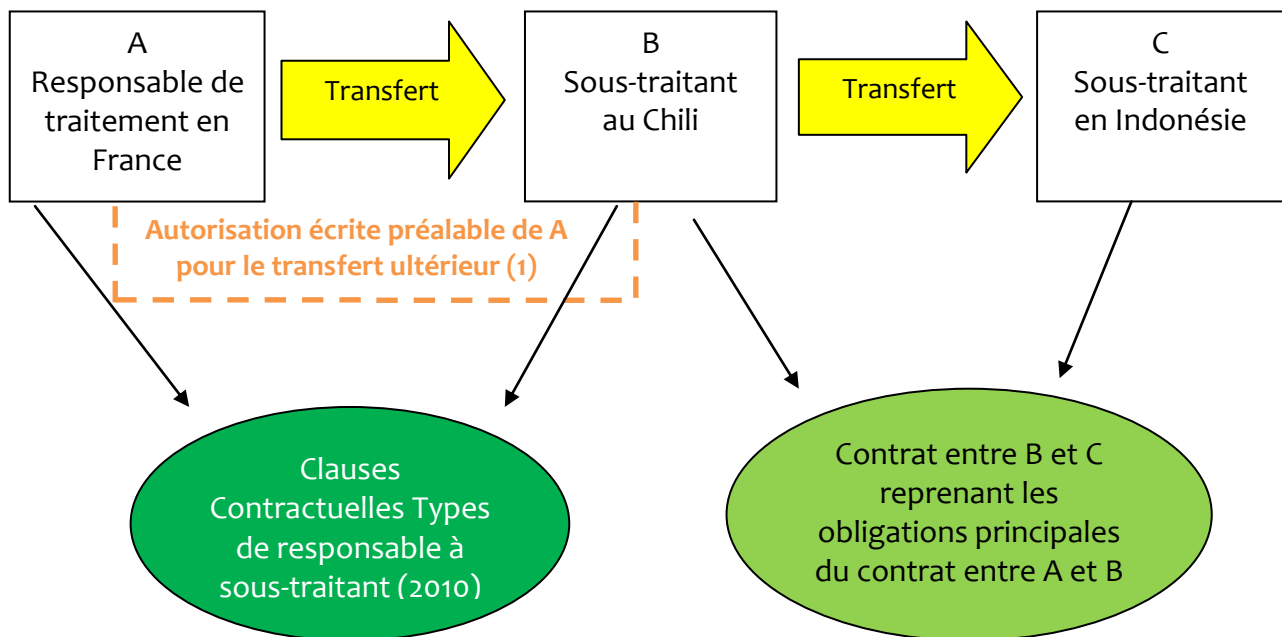 A
Responsable de
traitement en
France
Transfert
B
Sous-traitant
au Chili
Transfert
C
Sous-traitant
en Indonésie
Autorisation écrite préalable de A
pour le transfert ultérieur (1)
Clauses
Contractuelles Types
de responsable à
sous-traitant (2010)
Contrat entre B et C
reprenant les
obligations principales
du contrat entre A et B